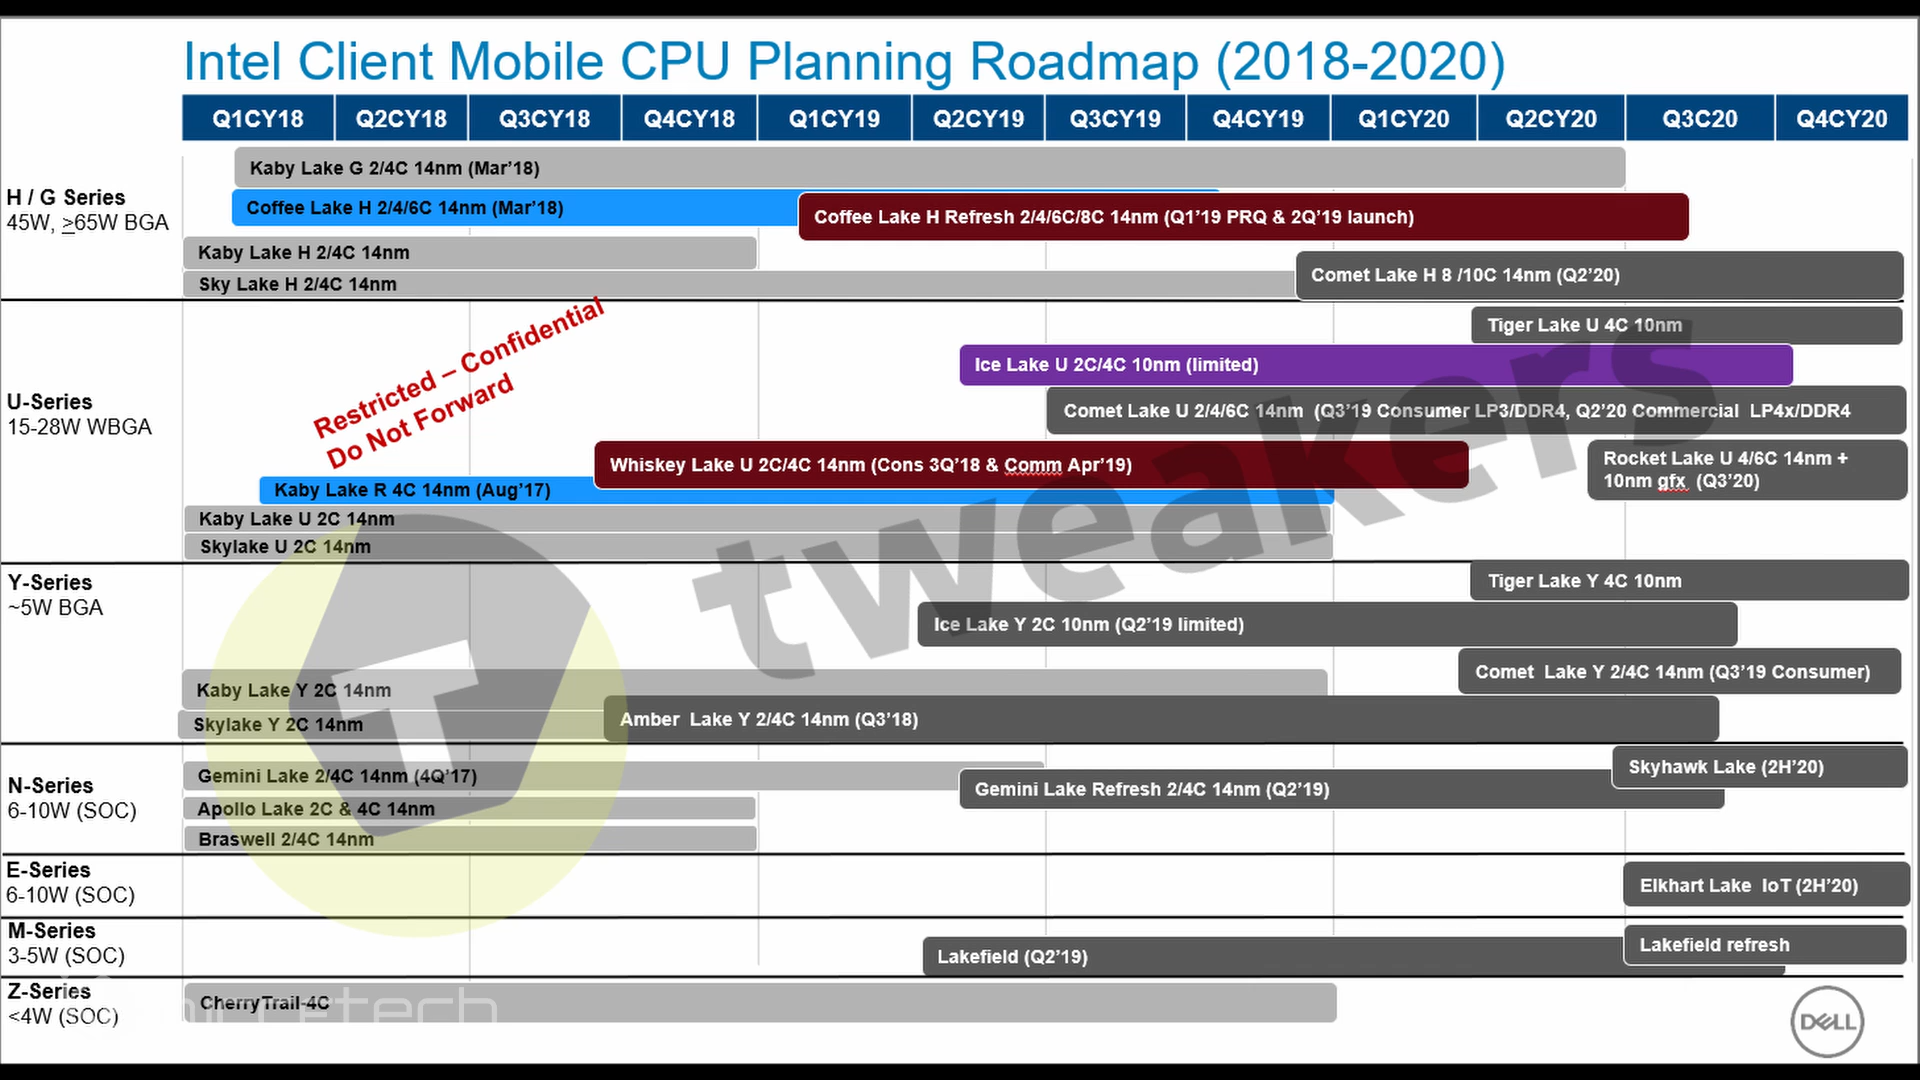 Intel Client Mobile CPU Planning Roadmap (2018-2020)
Q1CY18 Q2CY18 Q3CY18 Q4CY18 Q1CY19 Q2CY19 Q3CY19 Q4CY19 Q1CY20 Q2CY20 Q3C20 Q4CY20
H / G Series
45W, ≥65W BGA
Kaby Lake G 2/4C 14nm (Mar’18)
Coffee Lake H 2/4/6C 14nm (Mar’18)
Coffee Lake H Refresh 2/4/6C/8C 14nm (Q1’19 PRQ & 2Q’19 launch)
Kaby Lake H 2/4C 14nm
Sky Lake H 2/4C 14nm
Comet Lake H 8 /10C 14nm (Q2’20)
Restricted – Confidential
Do Not Forward
U-Series
15-28W WBGA
Tiger Lake U 4C 10nm
Ice Lake U 2C/4C 10nm (limited)
Comet Lake U 2/4/6C 14nm (Q3’19 Consumer LP3/DDR4, Q2’20 Commercial LP4x/DDR4
Whiskey Lake U 2C/4C 14nm (Cons 3Q’18 & Comm Apr’19)
Rocket Lake U 4/6C 14nm +
10nm gfx (Q3’20)
Kaby Lake R 4C 14nm (Aug’17)
Kaby Lake U 2C 14nm
Skylake U 2C 14nm
tweakers
Y-Series
~5W BGA
Tiger Lake Y 4C 10nm
Ice Lake Y 2C 10nm (Q2’19 limited)
Comet Lake Y 2/4C 14nm (Q3’19 Consumer)
Kaby Lake Y 2C 14nm
Skylake Y 2C 14nm
Amber Lake Y 2/4C 14nm (Q3’18)
N-Series
6-10W (SOC)
Gemini Lake 2/4C 14nm (4Q’17)
Skyhawk Lake (2H’20)
Gemini Lake Refresh 2/4C 14nm (Q2’19)
Apollo Lake 2C & 4C 14nm
Braswell 2/4C 14nm
E-Series
6-10W (SOC)
Elkhart Lake IoT (2H’20)
M-Series
3-5W (SOC)
Lakefield (Q2’19)
Lakefield refresh
Z-Series
<4W (SOC)
CherryTrail-4C
DELL